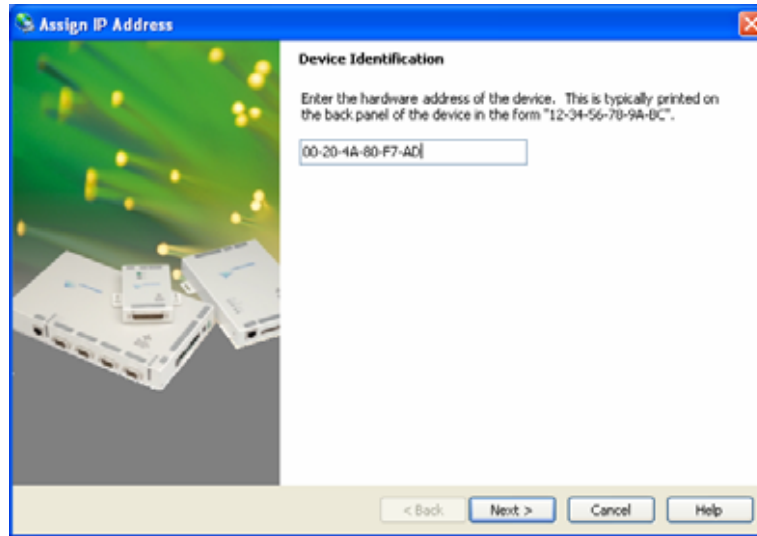 Assign IP Address
Device Identification
Enter the hardware address of the device. This is typically printed on
the back panel of the device in the form "12-34-56-78-9A-BC".
00-20-4A-80-F7-AD
< Back
Next >
Cancel
Help